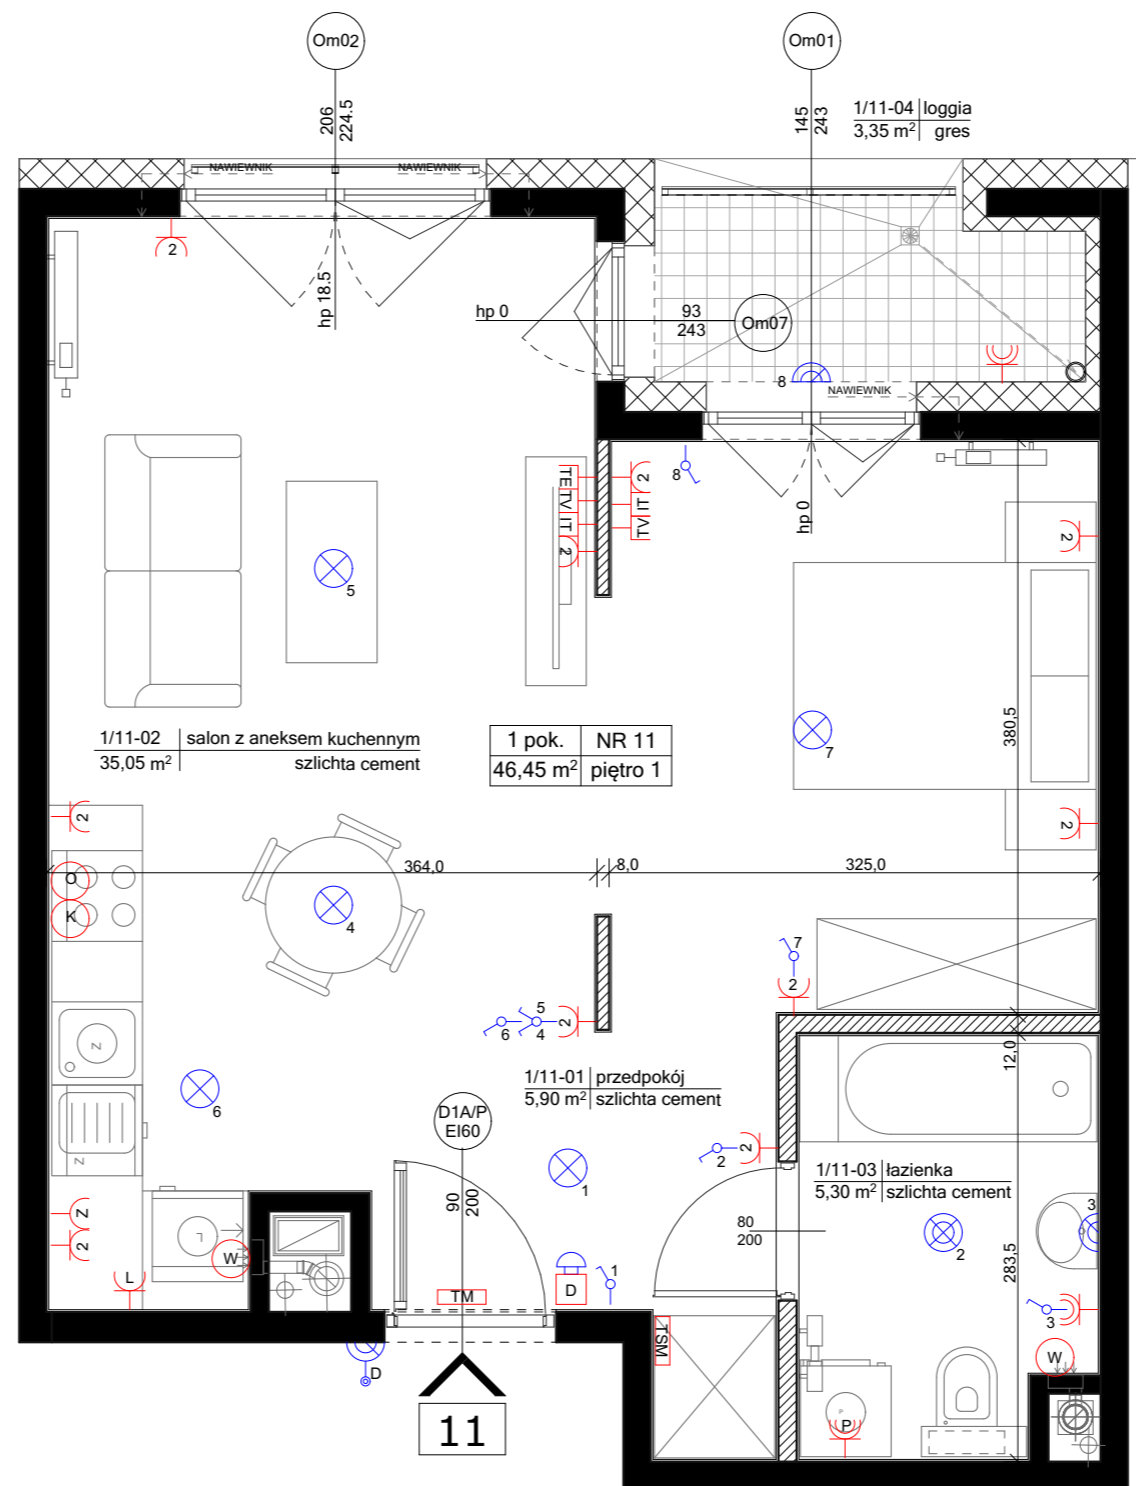 Om02
Om01
206
224.5
145
243
1/11-04 loggia
3,35 m² gres
NAWIEWNIK
NAWIEWNIK
2
hp 18.5
hp 0
93
243
Om07
8
NAWIEWNIK
8
hp 0
TE
TV
IT
2
2
IT
TV
2
5
7
1/11-02 salon z aneksem kuchennym
35,05 m² szlichta cement
1 pok. NR 11
46,45 m² piętro 1
380,5
2
2
364,0
8,0
325,0
O
K
4
7
2
5
6
4
2
Z
12,0
6
1/11-01 przedpokój
5,90 m² szlichta cement
D1A/P
EI60
2
2
1/11-03 łazienka
5,30 m² szlichta cement
Z
90
200
1
80
200
2
3
283,5
Z
2
L
L
W
TM
D
1
3
TSM
W
D
P
P
11